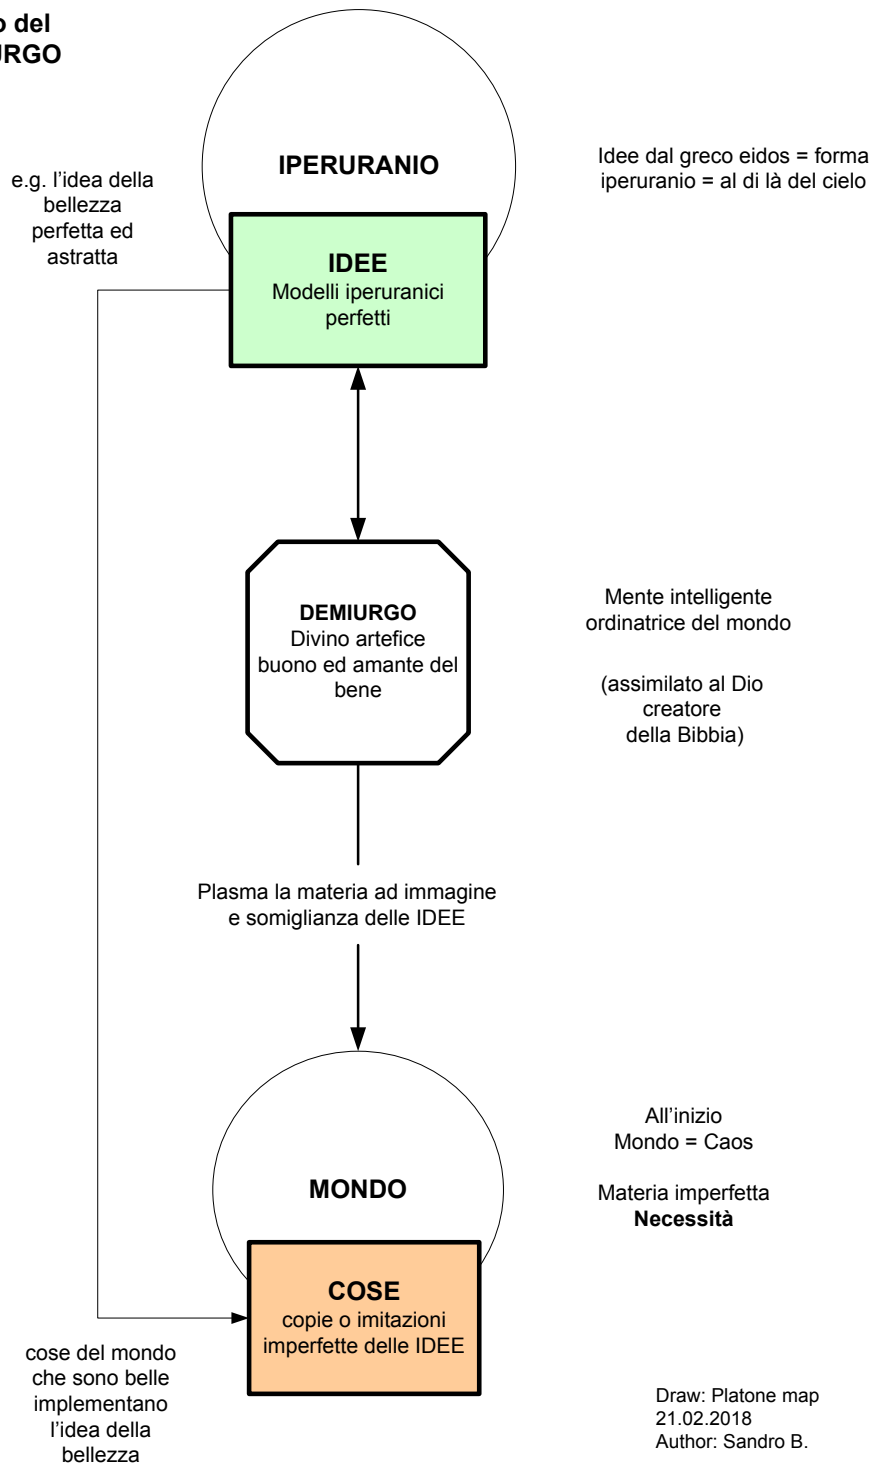 o del
URGO
IPERURANIO
Idee dal greco eidos = forma
iperuranio = al di là del cielo
e.g. l'idea della
bellezza
perfetta ed
astratta
IDEE
Modelli iperuranici
perfetti
DEMIURGO
Divino artefice
buono ed amante del
bene
Mente intelligente
ordinatrice del mondo
(assimilato al Dio
creatore
della Bibbia)
Plasma la materia ad immagine
e somiglianza delle IDEE
All'inizio
Mondo = Caos
Materia imperfetta
Necessità
MONDO
COSE
copie o imitazioni
imperfette delle IDEE
cose del mondo
che sono belle
implementano
l'idea della
bellezza
Draw: Platone map
21.02.2018
Author: Sandro B.